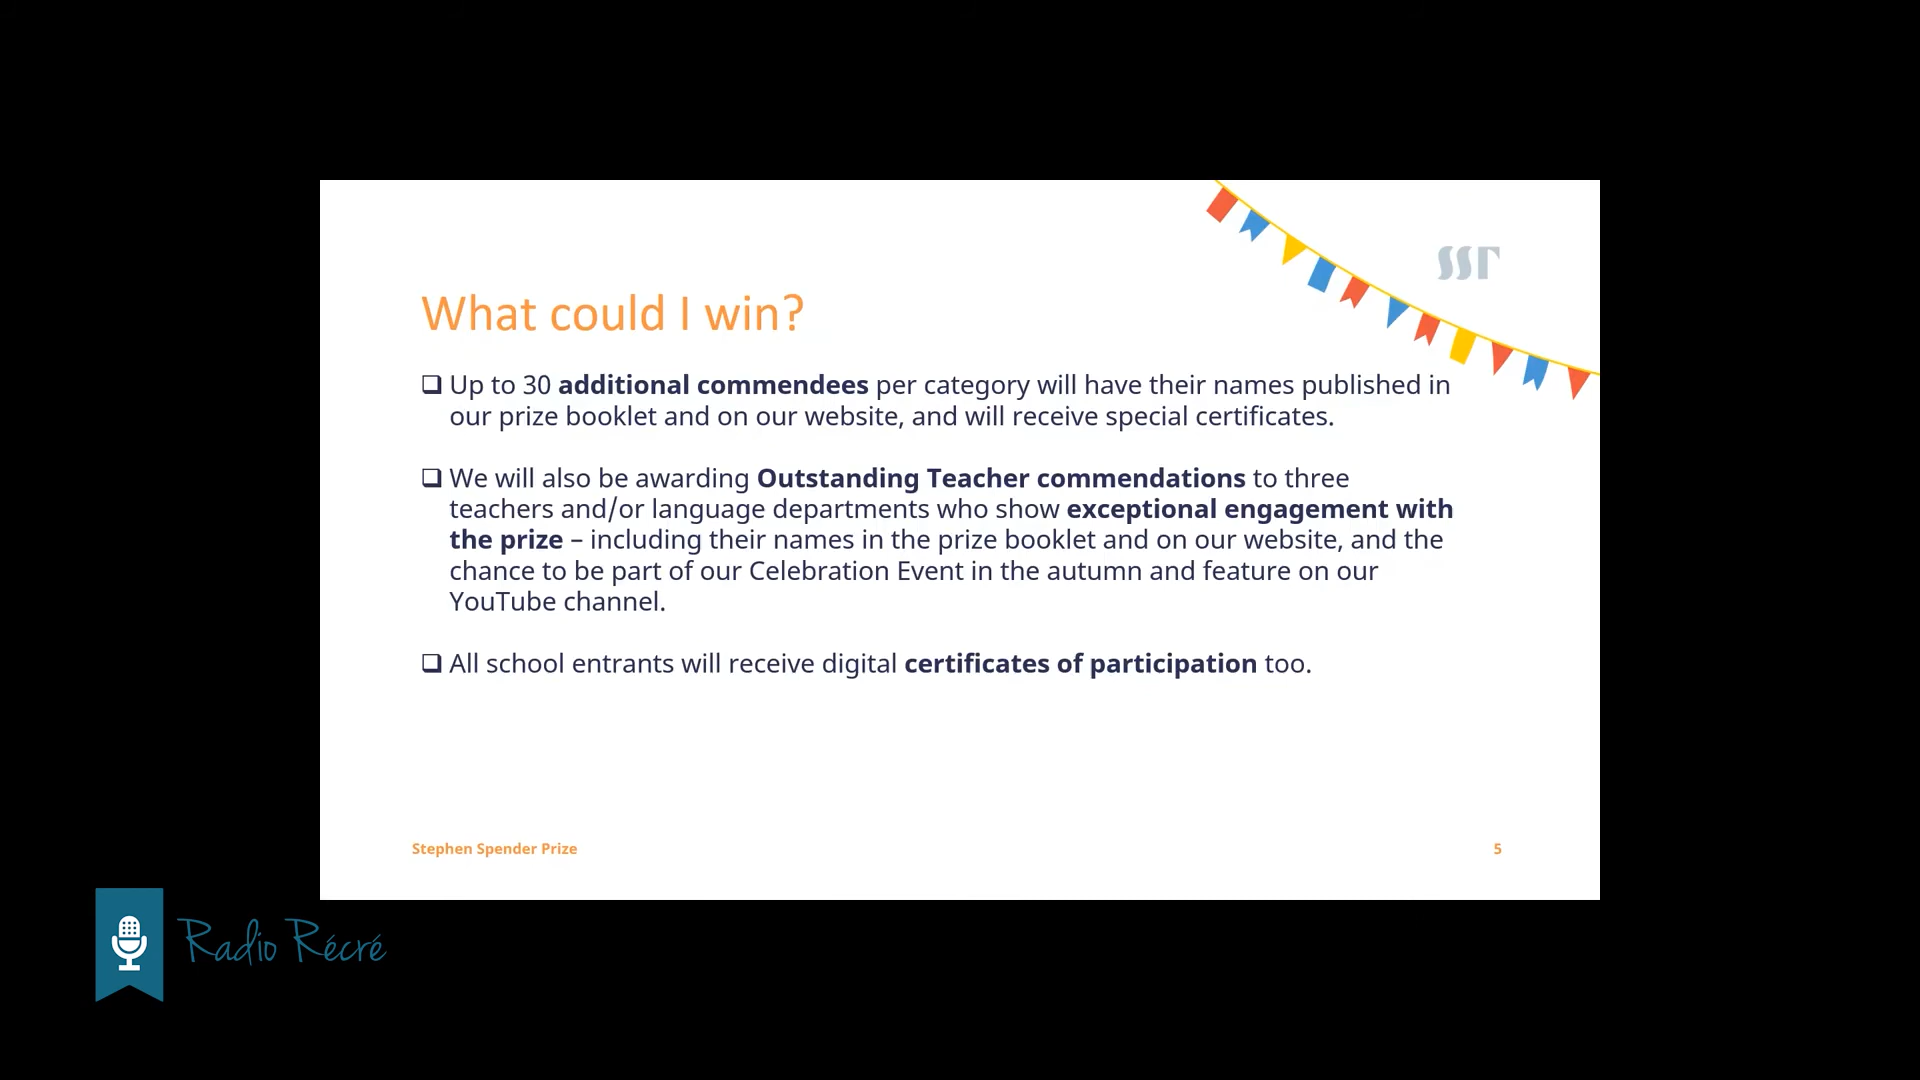 SST
What could I win?
❑ Up to 30 additional commendees per category will have their names published in
our prize booklet and on our website, and will receive special certificates.
❑ We will also be awarding Outstanding Teacher commendations to three
teachers and/or language departments who show exceptional engagement with
the prize – including their names in the prize booklet and on our website, and the
chance to be part of our Celebration Event in the autumn and feature on our
YouTube channel.
❑ All school entrants will receive digital certificates of participation too.
Stephen Spender Prize
5
Radio Récré